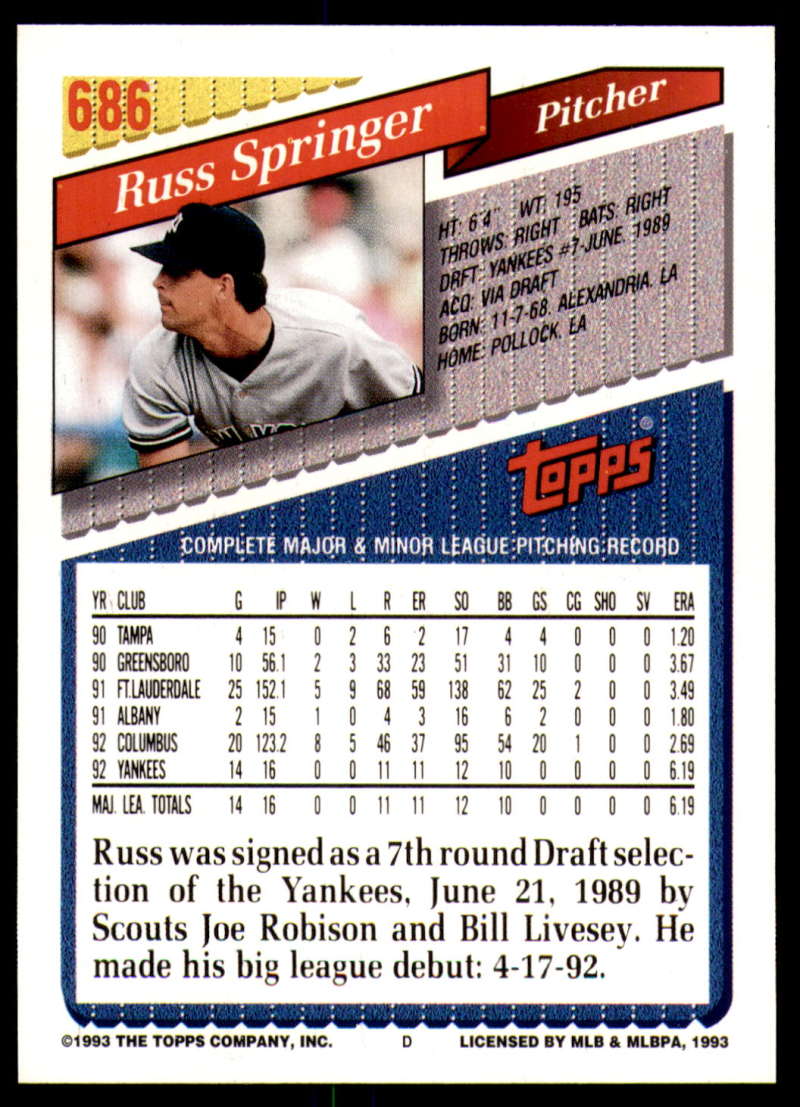 686
Russ Springer
Pitcher
HT: 6'4" WT: 195
THROWS: RIGHT BATS: RIGHT
DRFT: YANKEES #7-JUNE, 1989
ACQ: VIA DRAFT
BORN: 11-7-68, ALEXANDRIA, LA
HOME: POLLOCK, LA
topps®
COMPLETE MAJOR & MINOR LEAGUE PITCHING RECORD
YR CLUB G IP W L R ER SO BB GS CG SHO SV ERA
90 TAMPA 4 15 0 2 6 2 17 4 4 0 0 0 1.20
90 GREENSBORO 10 56.1 2 3 33 23 51 31 10 0 0 0 3.67
91 FT.LAUDERDALE 25 152.1 5 9 68 59 138 62 25 2 0 0 3.49
91 ALBANY 2 15 1 0 4 3 16 6 2 0 0 0 1.80
92 COLUMBUS 20 123.2 8 5 46 37 95 54 20 1 0 0 2.69
92 YANKEES 14 16 0 0 11 11 12 10 0 0 0 0 6.19
MAJ. LEA. TOTALS 14 16 0 0 11 11 12 10 0 0 0 0 6.19
Russ was signed as a 7th round Draft selec-
tion of the Yankees, June 21, 1989 by
Scouts Joe Robison and Bill Livesey. He
made his big league debut: 4-17-92.
©1993 THE TOPPS COMPANY, INC. D LICENSED BY MLB & MLBPA, 1993